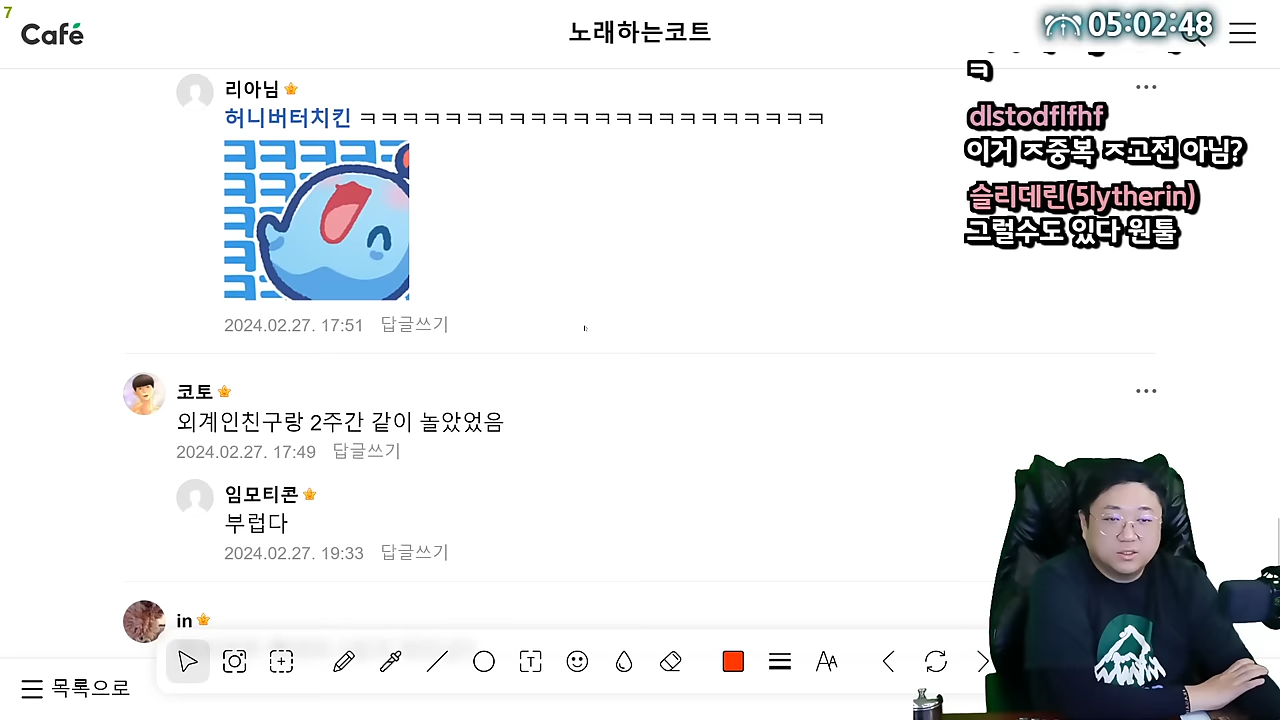 7
Café
노래하는코트
05:02:48
리아님
허니버터치킨 ㅋㅋㅋㅋㅋㅋㅋㅋㅋㅋㅋㅋㅋㅋㅋㅋㅋㅋㅋㅋㅋㅋ
2024.02.27. 17:51 답글쓰기
ㅋ
dlstodflfhf
이거 ㅈ중복 ㅈ고전 아님?
슬리데린(5lytherin)
그럴수도 있다 원툴
코토
외계인친구랑 2주간 같이 놀았었음
2024.02.27. 17:49 답글쓰기
임모티콘
부럽다
2024.02.27. 19:33 답글쓰기
in
목록으로